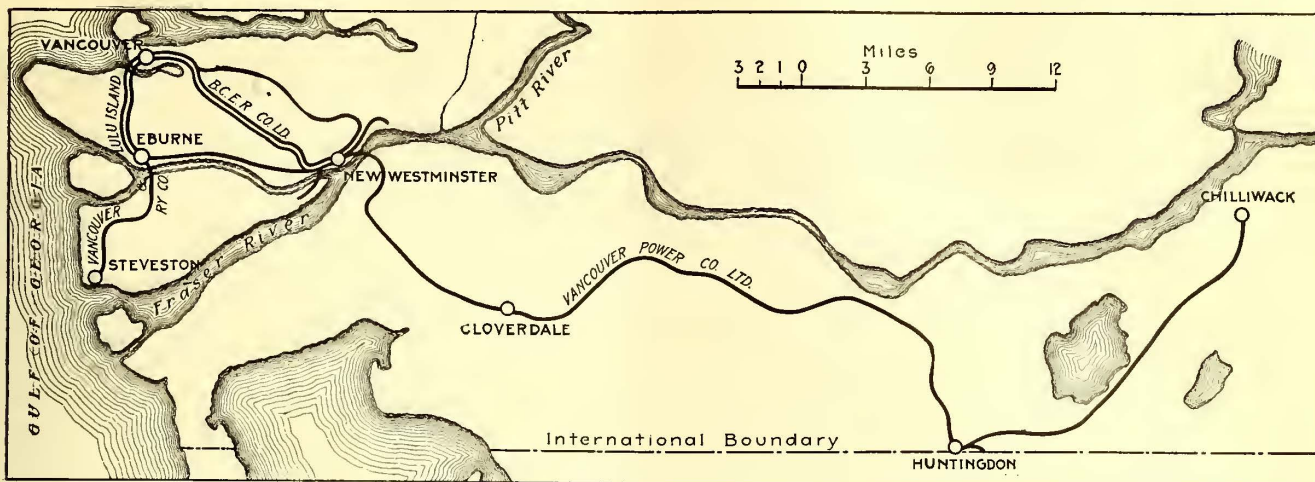 VANCOUVER
LULU ISLAND
B.C.E.R. CO. LD.
EBURNE
NEW WESTMINSTER
Pitt River
Miles
3 2 1 0 3 6 9 12
VANCOUVER
RY CO
STEVESTON
Fraser River
GULF OF GEORGIA
CLOVERDALE
VANCOUVER POWER CO. LTD.
CHILLIWACK
International Boundary
HUNTINGDON